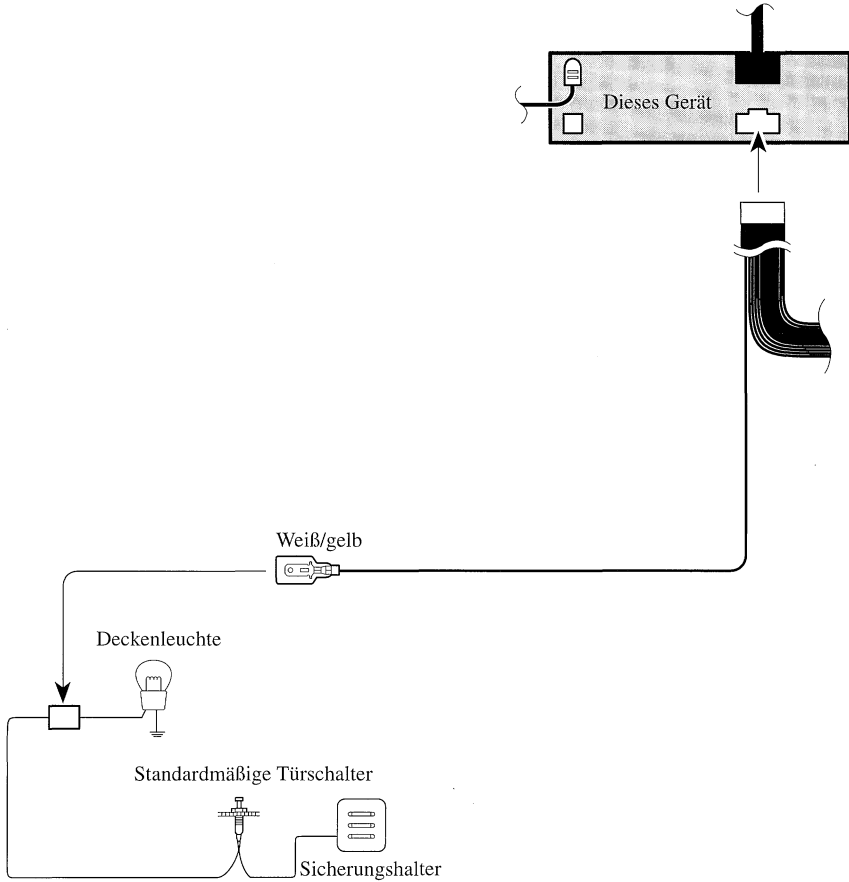 Dieses Gerät
Weiß/gelb
Deckenleuchte
Standardmäßige Türschalter
Sicherungshalter